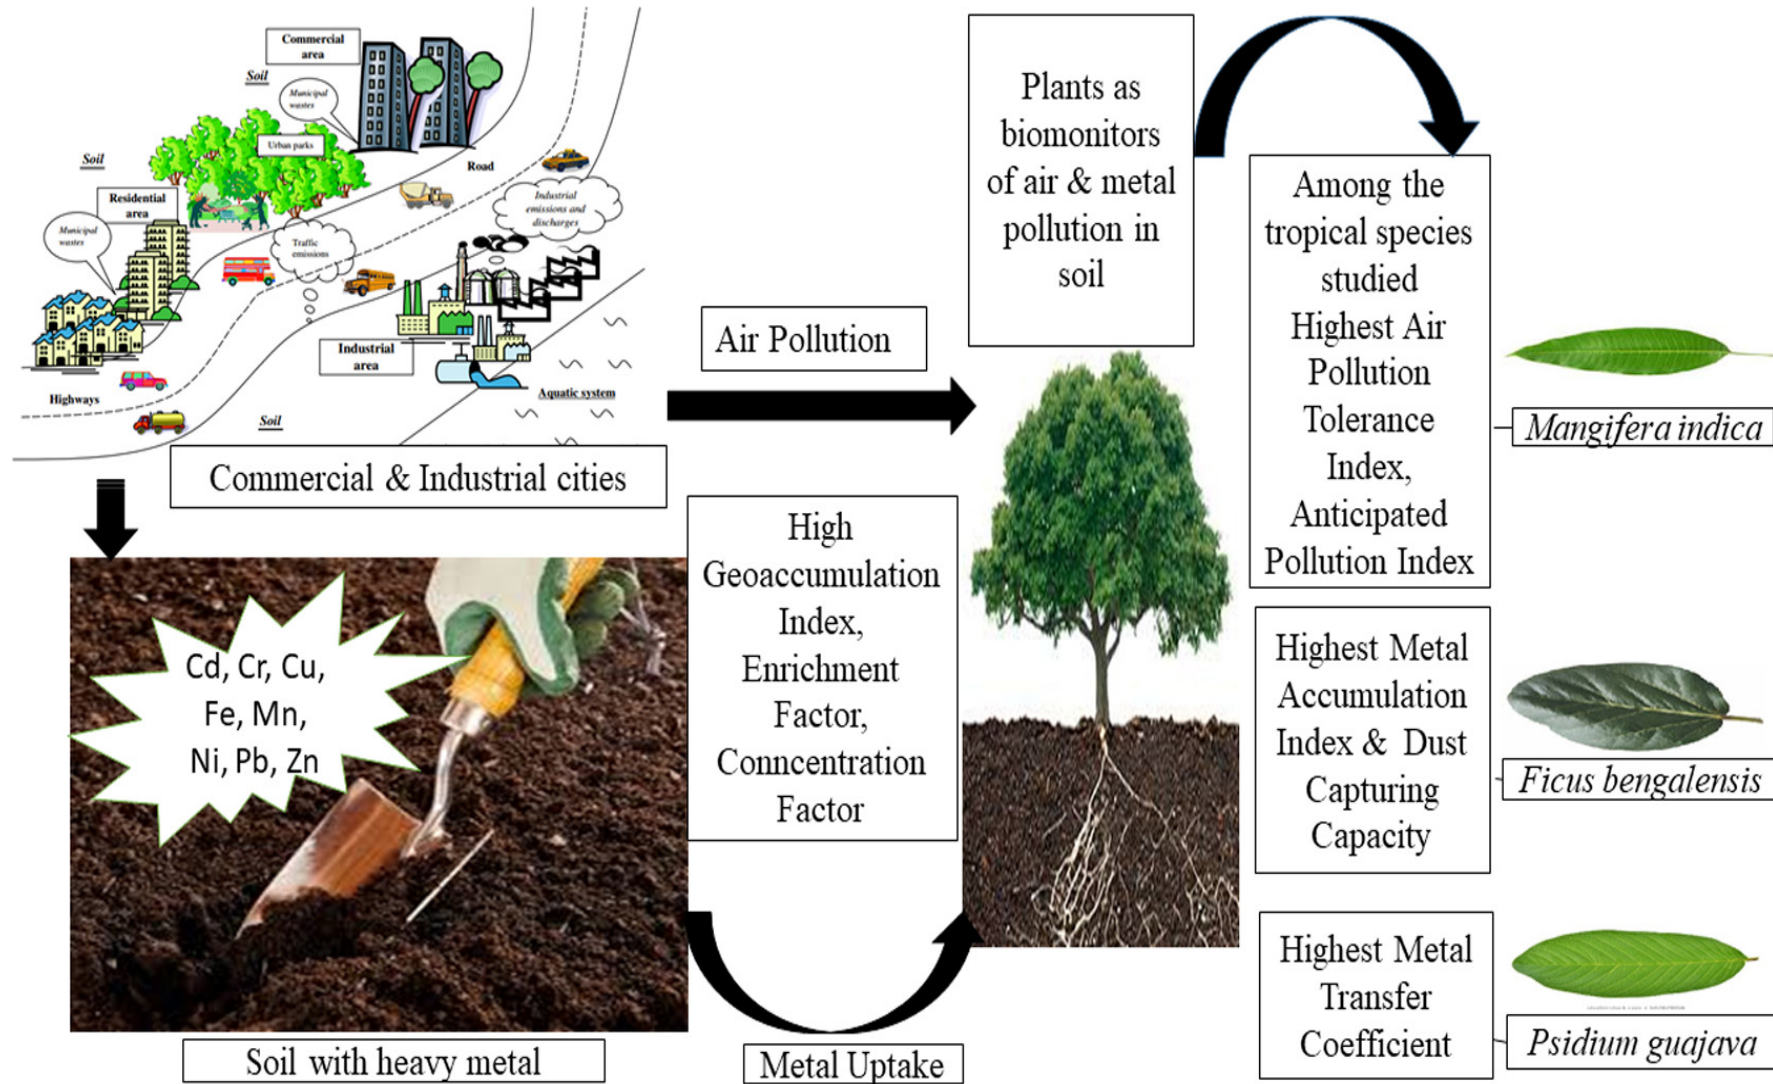 Commercial
area
Soil
Municipal
wastes
Urban parks
Soil
Road
Residential
area
Industrial
emissions and
discharges
Municipal
wastes
Traffic
emissions
Industrial
area
Highways
Aquatic system
Soil
Commercial & Industrial cities
Air Pollution
Plants as
biomonitors
of air & metal
pollution in
soil
Among the
tropical species
studied
Highest Air
Pollution
Tolerance
Index,
Anticipated
Pollution Index
Mangifera indica
Cd, Cr, Cu,
Fe, Mn,
Ni, Pb, Zn
High
Geoaccumulation
Index,
Enrichment
Factor,
Conncentration
Factor
Highest Metal
Accumulation
Index & Dust
Capturing
Capacity
Ficus bengalensis
Highest Metal
Transfer
Coefficient
Psidium guajava
Soil with heavy metal
Metal Uptake